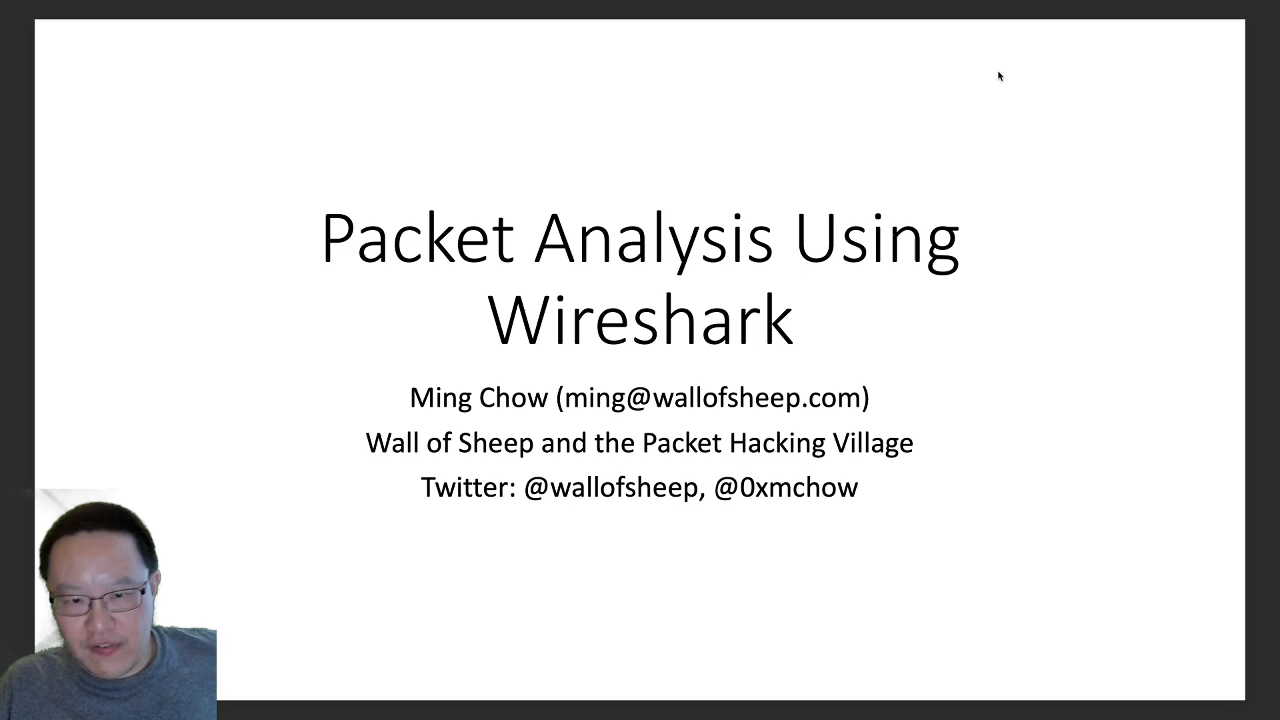 Packet Analysis Using
Wireshark
Ming Chow (ming@wallofsheep.com)
Wall of Sheep and the Packet Hacking Village
Twitter: @wallofsheep, @0xmchow